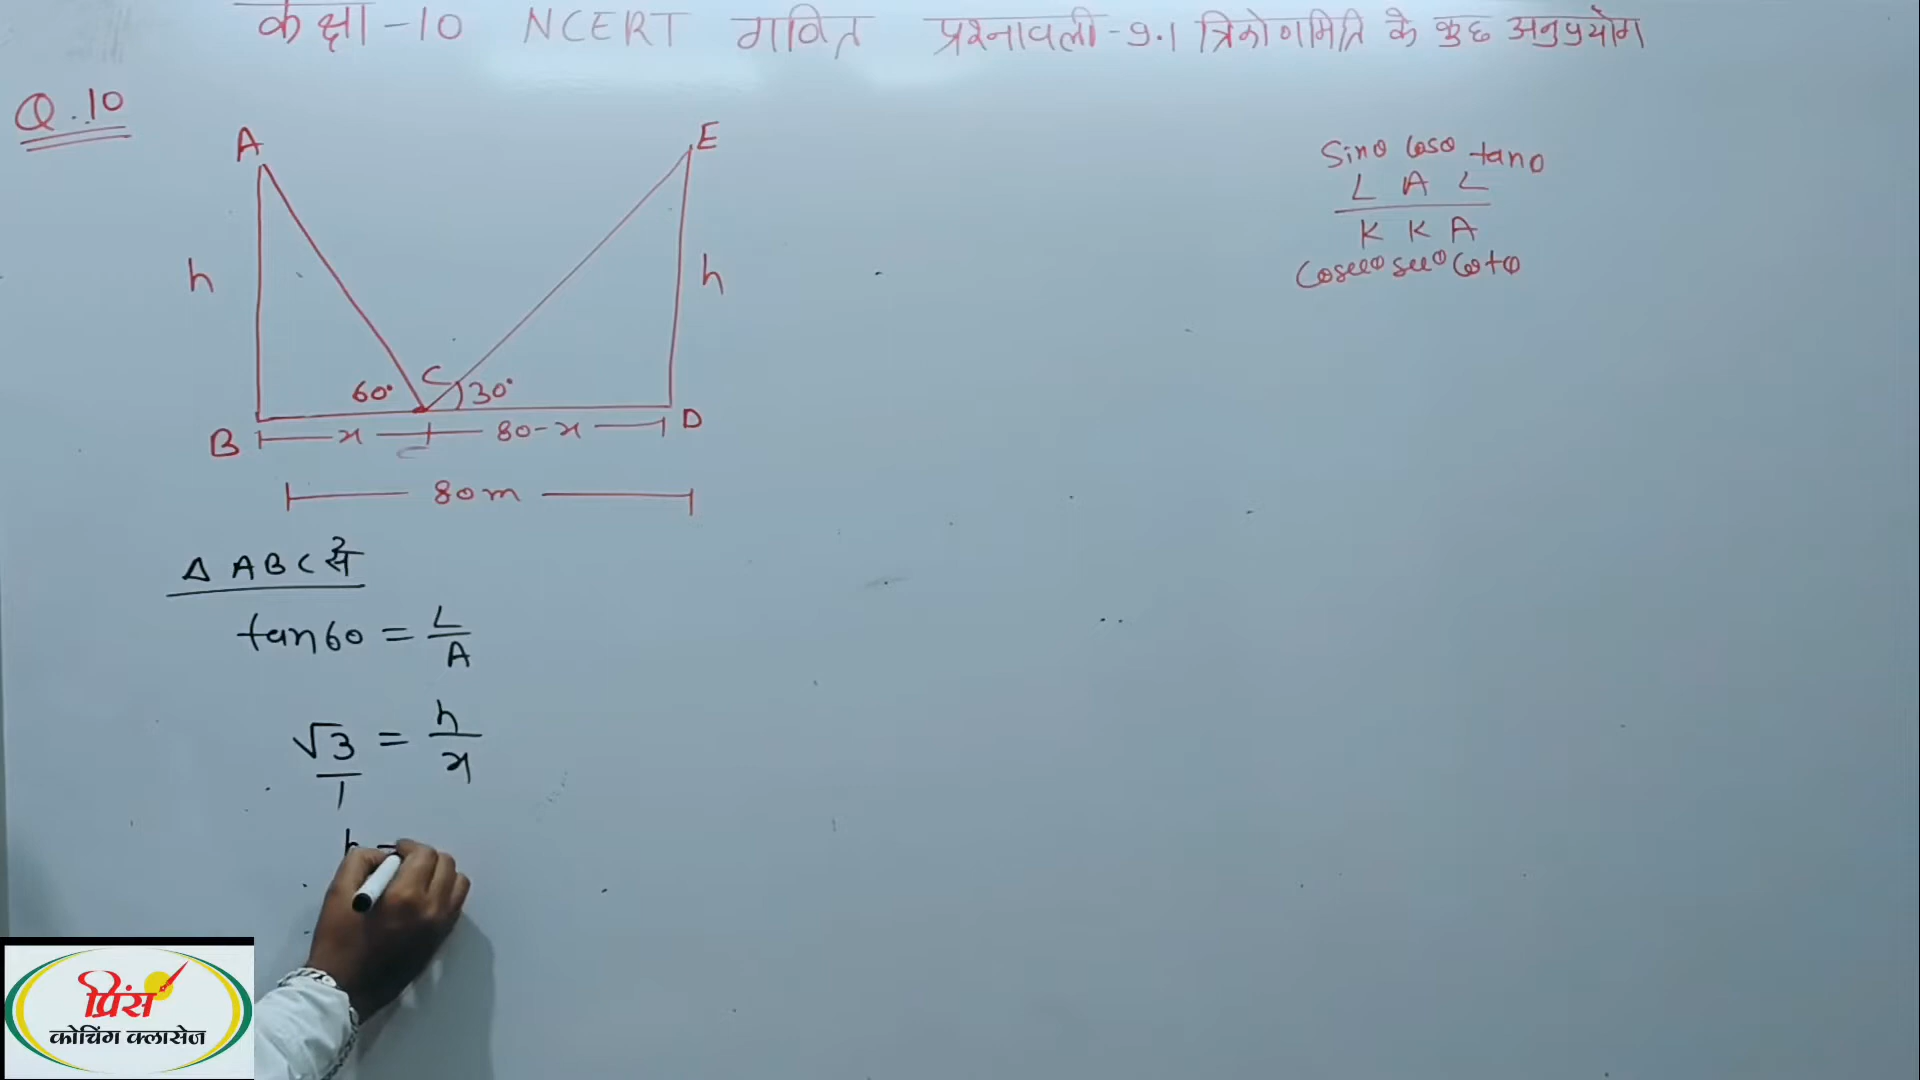 कक्षा-10 NCERT गणित प्रश्नावली-9.1 त्रिकोणमिति के कुछ अनुप्रयोग
Q.10
A
E
Sinθ Cosθ tanθ
L A L
K K A
Cosecθ secθ Cotθ
h
h
60° C 30°
B x C 80-x D
80m
Δ ABC से
tan60 = L/A
√3/1 = h/x
h =
प्रिंस
कोचिंग क्लासेज